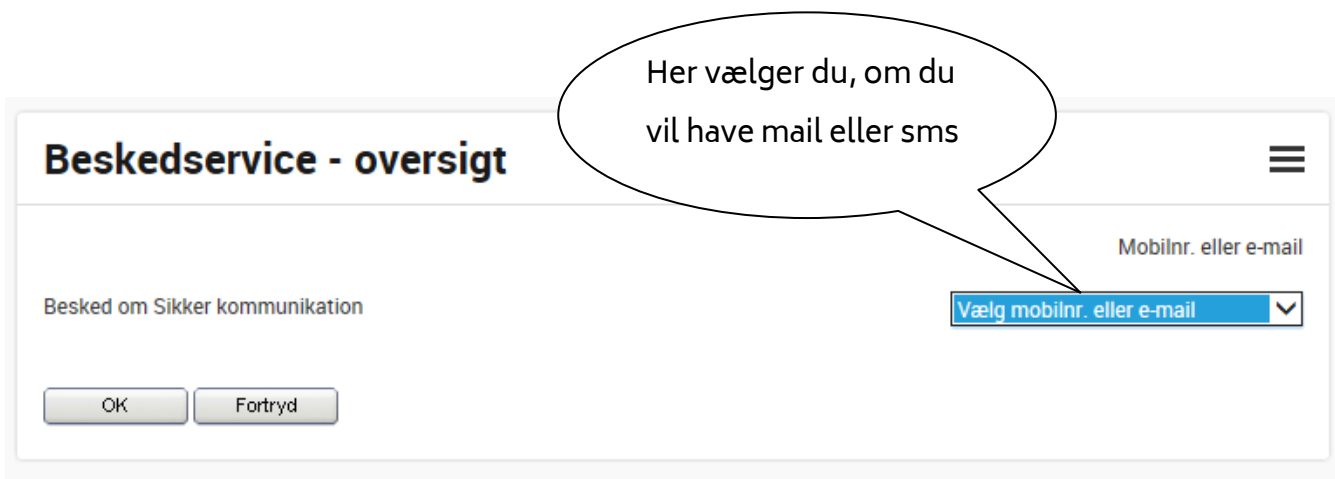 Her vælger du, om du
vil have mail eller sms
Beskedservice - oversigt
Mobilnr. eller e-mail
Besked om Sikker kommunikation
Vælg mobilnr. eller e-mail
OK
Fortryd